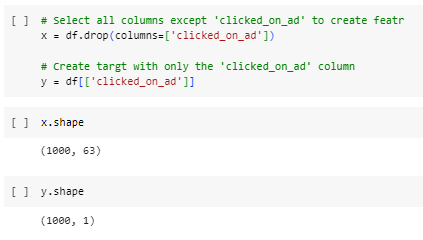 [ ] # Select all columns except 'clicked_on_ad' to create featr
x = df.drop(columns=['clicked_on_ad'])
# Create targt with only the 'clicked_on_ad' column
y = df[['clicked_on_ad']]
[ ] x.shape
(1000, 63)
[ ] y.shape
(1000, 1)